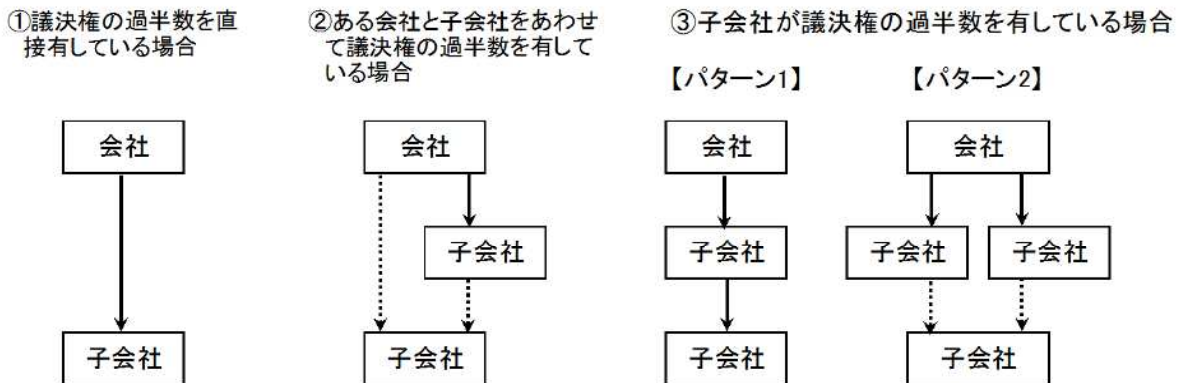 ①議決権の過半数を直
接有している場合
②ある会社と子会社をあわせ
て議決権の過半数を有して
いる場合
③子会社が議決権の過半数を有している場合
【パターン1】
【パターン2】
会社
子会社
会社
子会社
子会社
会社
子会社
子会社
会社
子会社
子会社
子会社